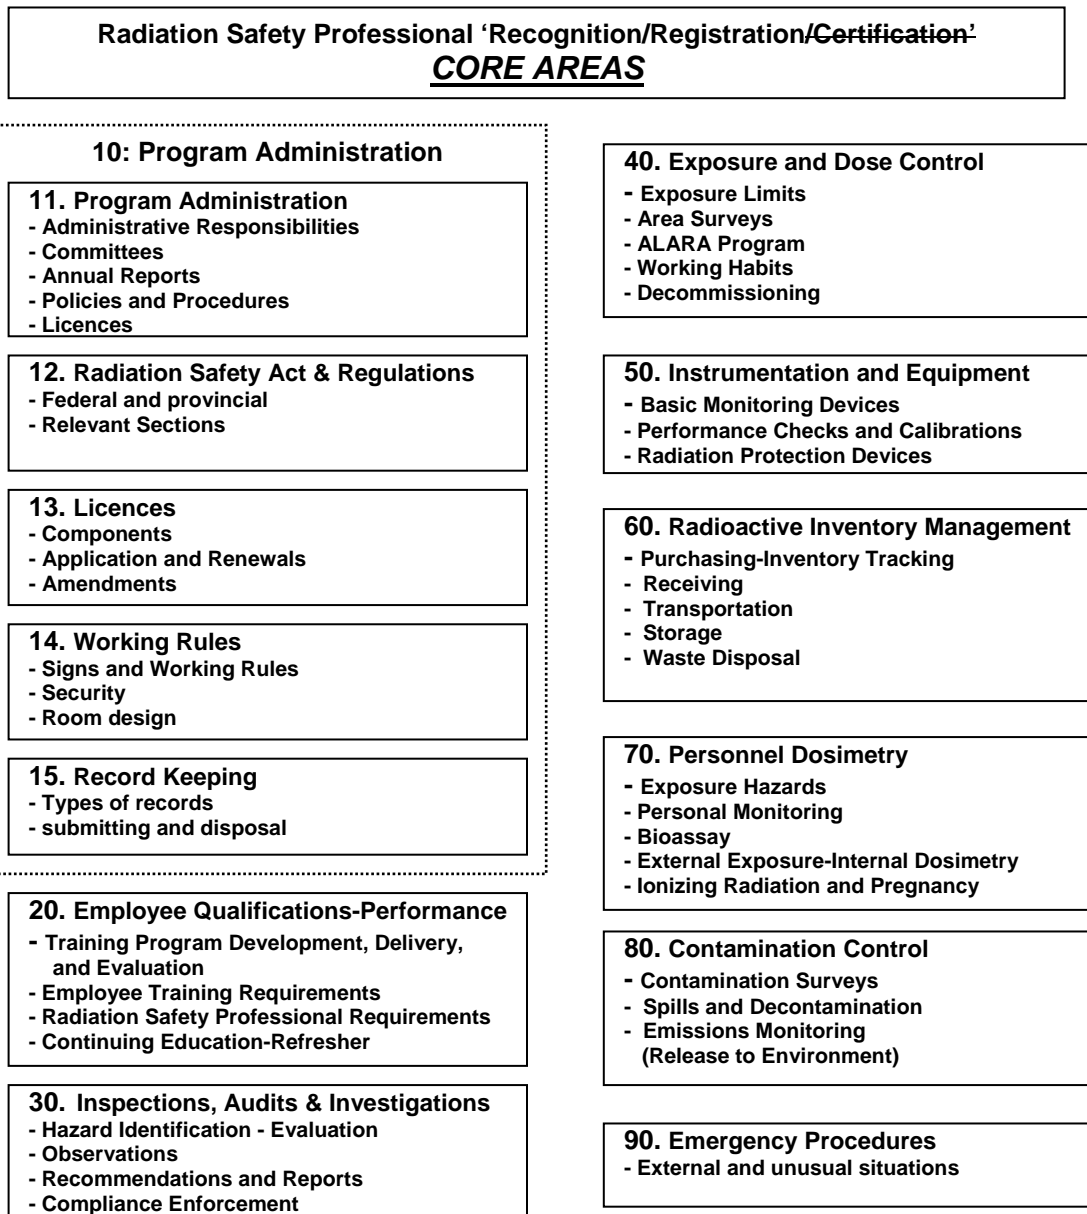 Radiation Safety Professional ‘Recognition/Registration/Certification’
CORE AREAS
10: Program Administration
11. Program Administration
- Administrative Responsibilities
- Committees
- Annual Reports
- Policies and Procedures
- Licences
12. Radiation Safety Act & Regulations
- Federal and provincial
- Relevant Sections
13. Licences
- Components
- Application and Renewals
- Amendments
14. Working Rules
- Signs and Working Rules
- Security
- Room design
15. Record Keeping
- Types of records
- submitting and disposal
20. Employee Qualifications-Performance
- Training Program Development, Delivery,
and Evaluation
- Employee Training Requirements
- Radiation Safety Professional Requirements
- Continuing Education-Refresher
30. Inspections, Audits & Investigations
- Hazard Identification - Evaluation
- Observations
- Recommendations and Reports
- Compliance Enforcement
40. Exposure and Dose Control
- Exposure Limits
- Area Surveys
- ALARA Program
- Working Habits
- Decommissioning
50. Instrumentation and Equipment
- Basic Monitoring Devices
- Performance Checks and Calibrations
- Radiation Protection Devices
60. Radioactive Inventory Management
- Purchasing-Inventory Tracking
- Receiving
- Transportation
- Storage
- Waste Disposal
70. Personnel Dosimetry
- Exposure Hazards
- Personal Monitoring
- Bioassay
- External Exposure-Internal Dosimetry
- Ionizing Radiation and Pregnancy
80. Contamination Control
- Contamination Surveys
- Spills and Decontamination
- Emissions Monitoring
(Release to Environment)
90. Emergency Procedures
- External and unusual situations